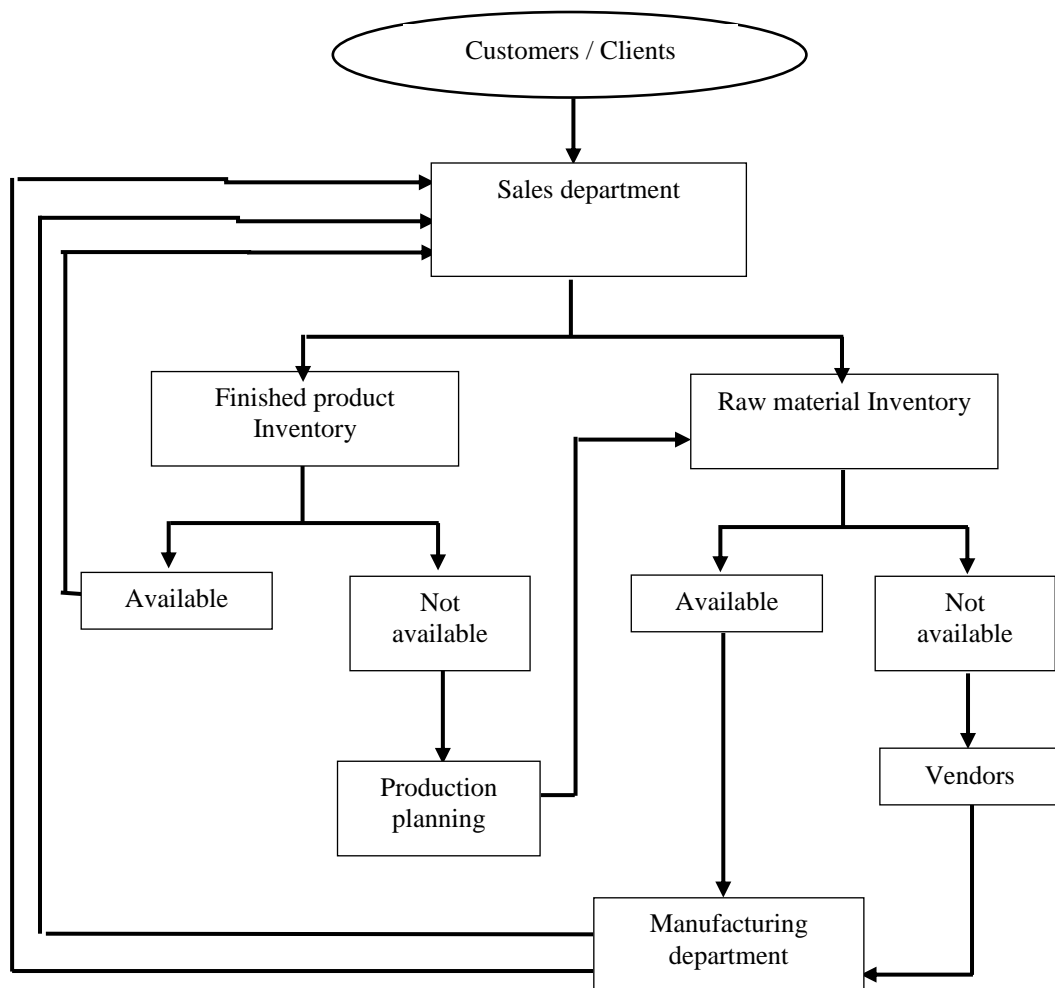 Customers / Clients
Sales department
Finished product
Inventory
Raw material Inventory
Available
Not
available
Available
Not
available
Production
planning
Vendors
Manufacturing
department